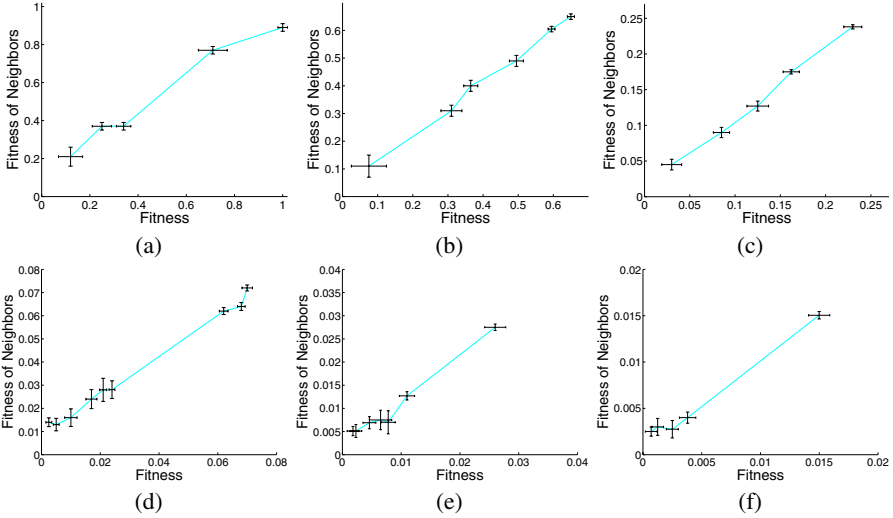 1
0.8
0.6
0.4
0.2
0
0 0.2 0.4 0.6 0.8 1
Fitness of Neighbors
Fitness
(a)
0.6
0.5
0.4
0.3
0.2
0.1
0
0 0.1 0.2 0.3 0.4 0.5 0.6
Fitness of Neighbors
Fitness
(b)
0.25
0.20
0.15
0.10
0.05
0
0 0.05 0.10 0.15 0.20 0.25
Fitness of Neighbors
Fitness
(c)
0.08
0.07
0.06
0.05
0.04
0.03
0.02
0.01
0
0 0.02 0.04 0.06 0.08
Fitness of Neighbors
Fitness
(d)
0.04
0.035
0.03
0.025
0.02
0.015
0.01
0.005
0
0 0.01 0.02 0.03 0.04
Fitness of Neighbors
Fitness
(e)
0.02
0.015
0.01
0.005
0
0 0.005 0.01 0.015 0.02
Fitness of Neighbors
Fitness
(f)